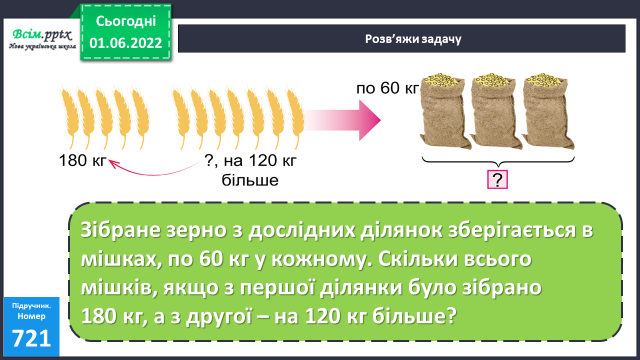 Всім.pptx
Нова українська школа
Сьогодні
01.06.2022
Розв’яжи задачу
по 60 кг
180 кг
?, на 120 кг
більше
?
Зібране зерно з дослідних ділянок зберігається в
мішках, по 60 кг у кожному. Скільки всього
мішків, якщо з першої ділянки було зібрано
180 кг, а з другої – на 120 кг більше?
Підручник.
Номер
721